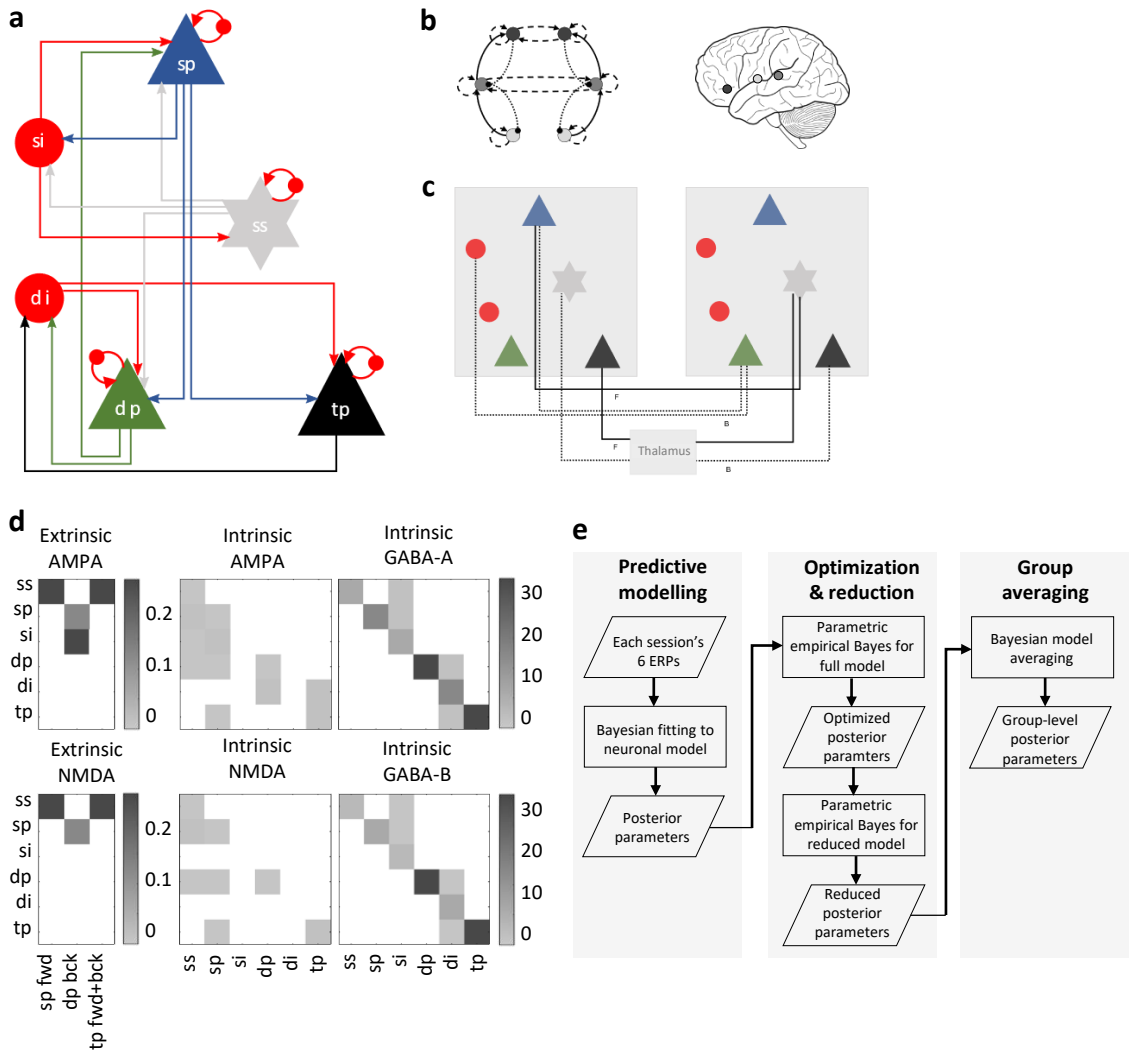 a
sp
si
ss
di
dp
tp
b
c
F
B
F
Thalamus
B
d
Extrinsic
AMPA
Intrinsic
AMPA
Intrinsic
GABA-A
ss
sp
si
dp
di
tp
0.2
0.1
0
30
20
10
0
Extrinsic
NMDA
Intrinsic
NMDA
Intrinsic
GABA-B
ss
sp
si
dp
di
tp
0.2
0.1
0
30
20
10
0
sp fwd
dp bck
tp fwd+bck
ss
sp
si
dp
di
tp
ss
sp
si
dp
di
tp
e
Predictive
modelling
Each session's
6 ERPs
Bayesian fitting to
neuronal model
Posterior
parameters
Optimization
& reduction
Parametric
empirical Bayes for
full model
Optimized
posterior
paramters
Parametric
empirical Bayes for
reduced model
Reduced
posterior
parameters
Group
averaging
Bayesian model
averaging
Group-level
posterior
parameters